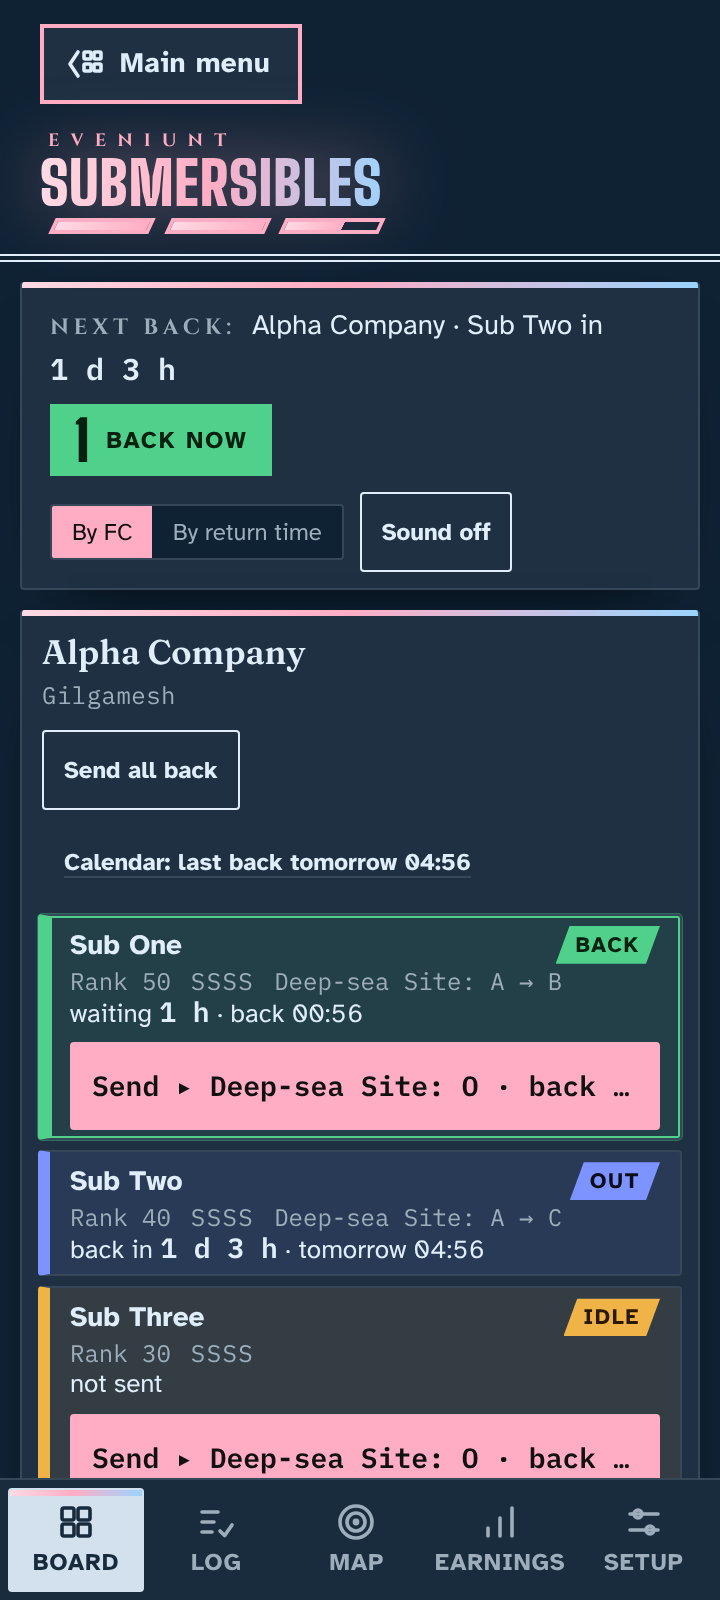 Main menu
EVENIUNT
SUBMERSIBLES
NEXT BACK: Alpha Company · Sub Two in
1 d 3 h
1 BACK NOW
By FC By return time Sound off
Alpha Company
Gilgamesh
Send all back
Calendar: last back tomorrow 04:56
Sub One BACK
Rank 50 SSSS Deep-sea Site: A → B
waiting 1 h · back 00:56
Send ▸ Deep-sea Site: O · back …
Sub Two OUT
Rank 40 SSSS Deep-sea Site: A → C
back in 1 d 3 h · tomorrow 04:56
Sub Three IDLE
Rank 30 SSSS
not sent
Send ▸ Deep-sea Site: O · back …
BOARD LOG MAP EARNINGS SETUP